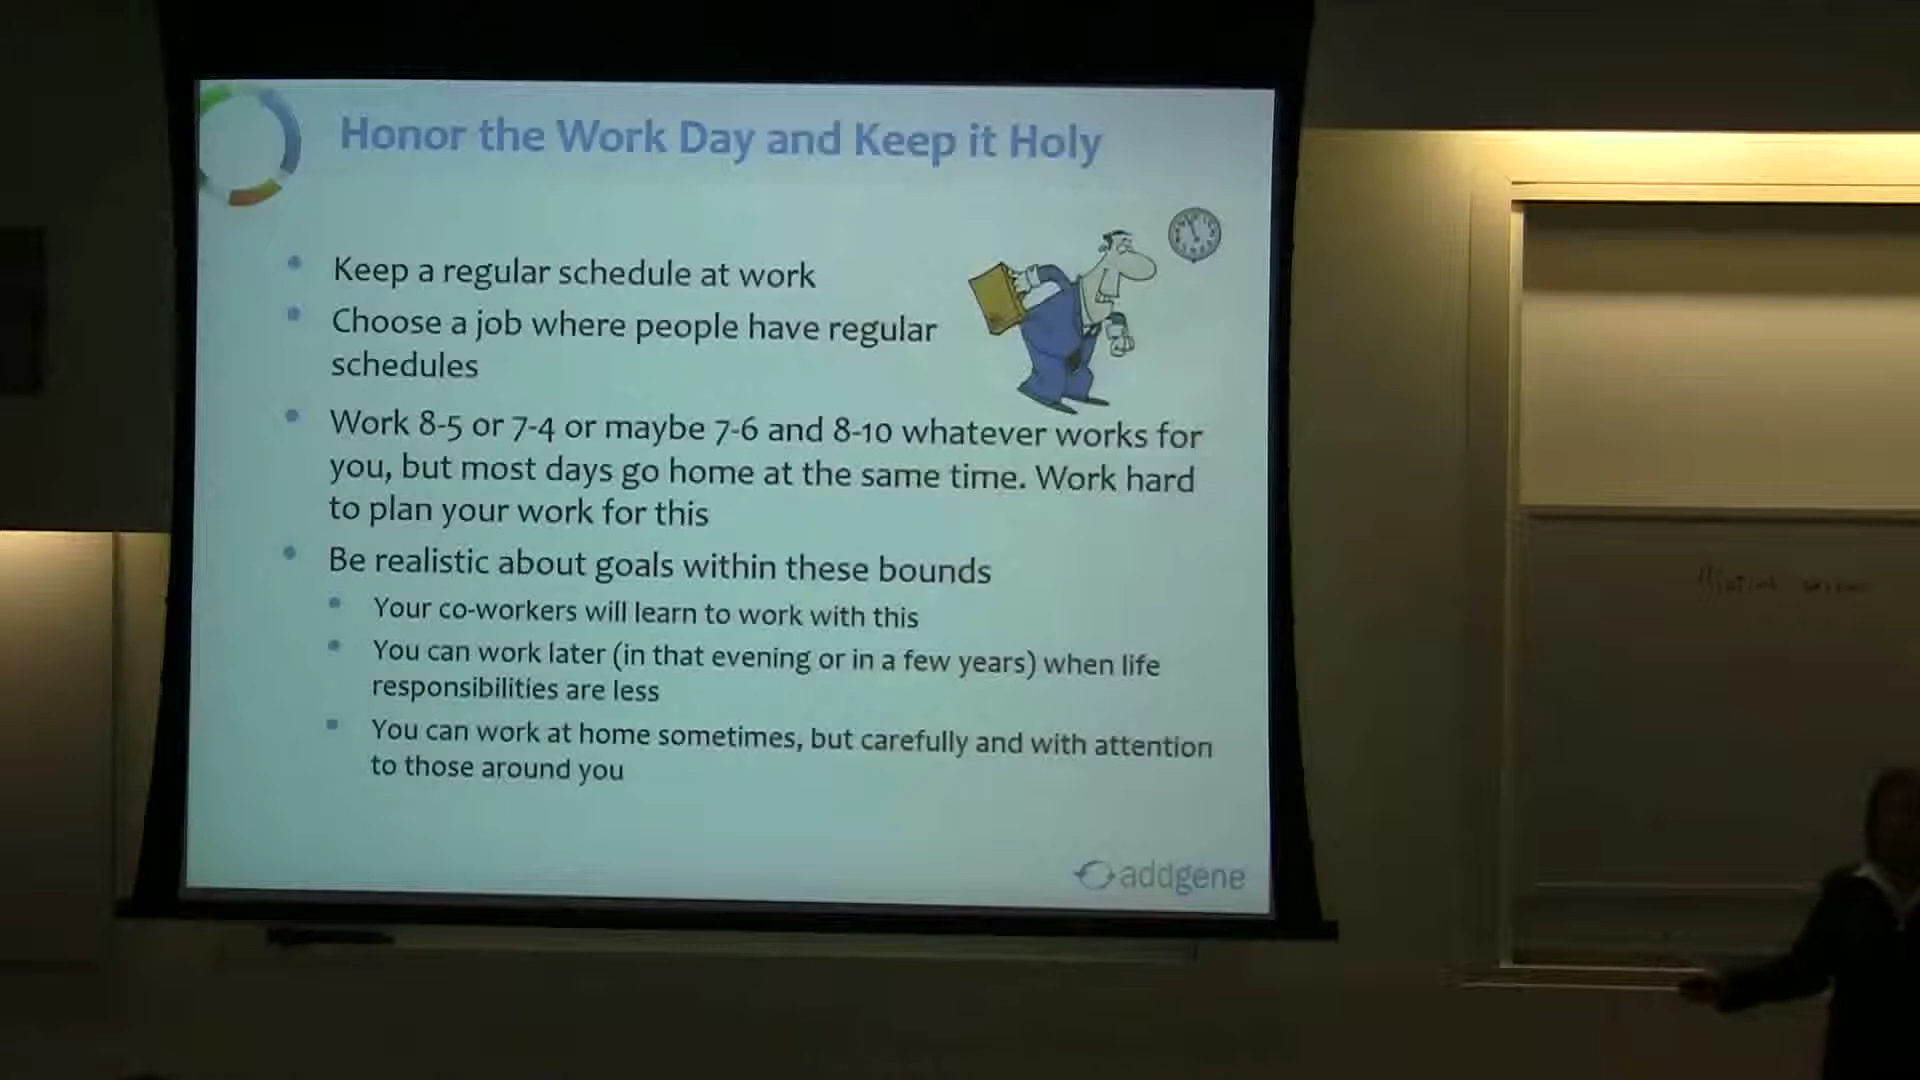 Honor the Work Day and Keep it Holy
Keep a regular schedule at work
Choose a job where people have regular
schedules
Work 8-5 or 7-4 or maybe 7-6 and 8-10 whatever works for
you, but most days go home at the same time. Work hard
to plan your work for this
Be realistic about goals within these bounds
Your co-workers will learn to work with this
You can work later (in that evening or in a few years) when life
responsibilities are less
You can work at home sometimes, but carefully and with attention
to those around you
addgene